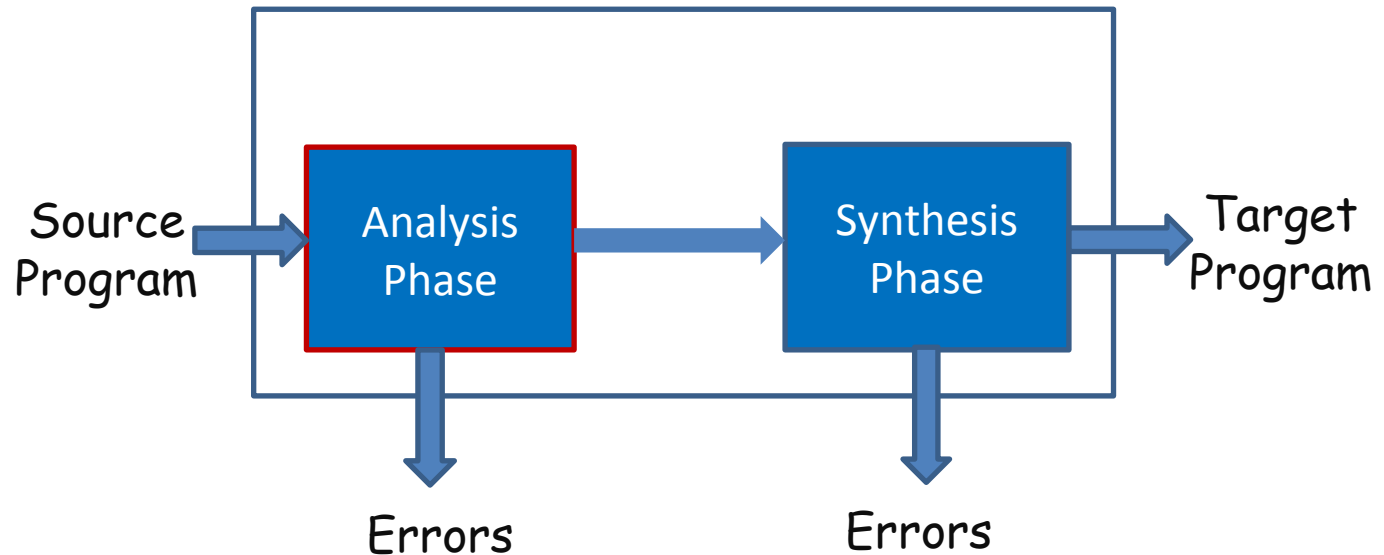 Source
Program
Analysis
Phase
Synthesis
Phase
Target
Program
Errors
Errors